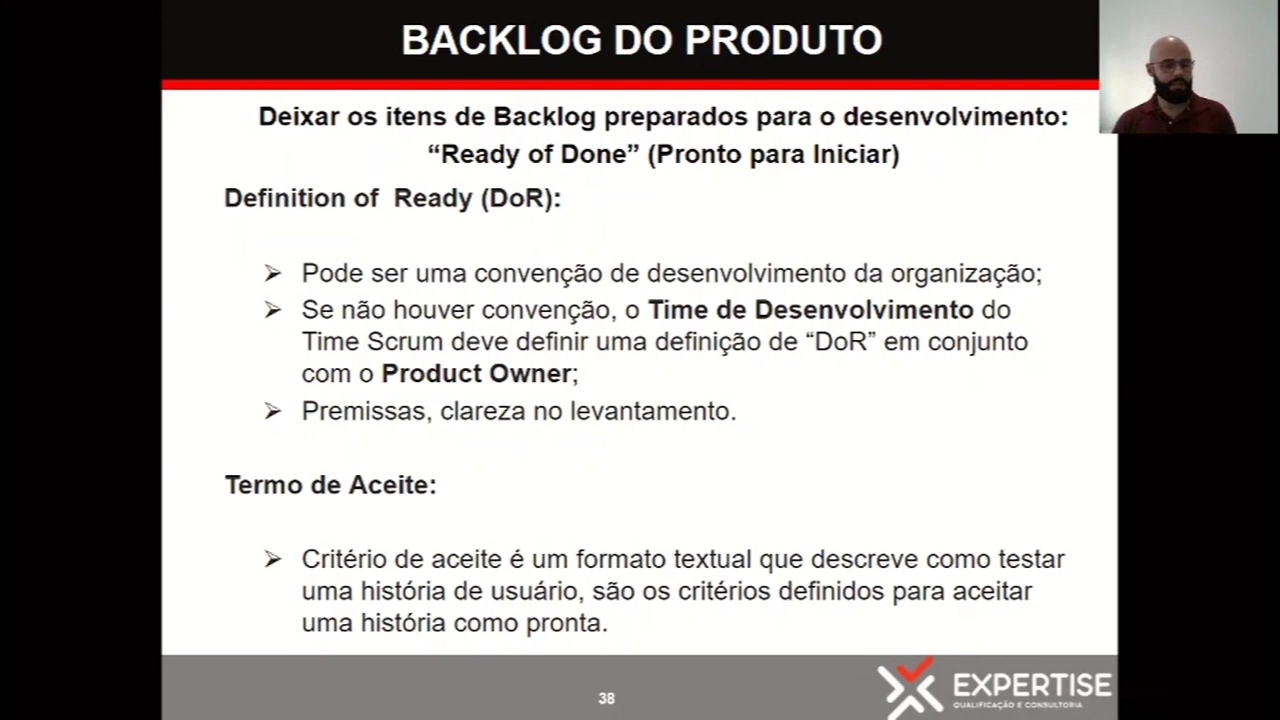 BACKLOG DO PRODUTO
Deixar os itens de Backlog preparados para o desenvolvimento:
“Ready of Done” (Pronto para Iniciar)
Definition of Ready (DoR):
➢ Pode ser uma convenção de desenvolvimento da organização;
➢ Se não houver convenção, o Time de Desenvolvimento do
Time Scrum deve definir uma definição de “DoR” em conjunto
com o Product Owner;
➢ Premissas, clareza no levantamento.
Termo de Aceite:
➢ Critério de aceite é um formato textual que descreve como testar
uma história de usuário, são os critérios definidos para aceitar
uma história como pronta.
38
EXPERTISE
QUALIFICAÇÃO E CONSULTORIA